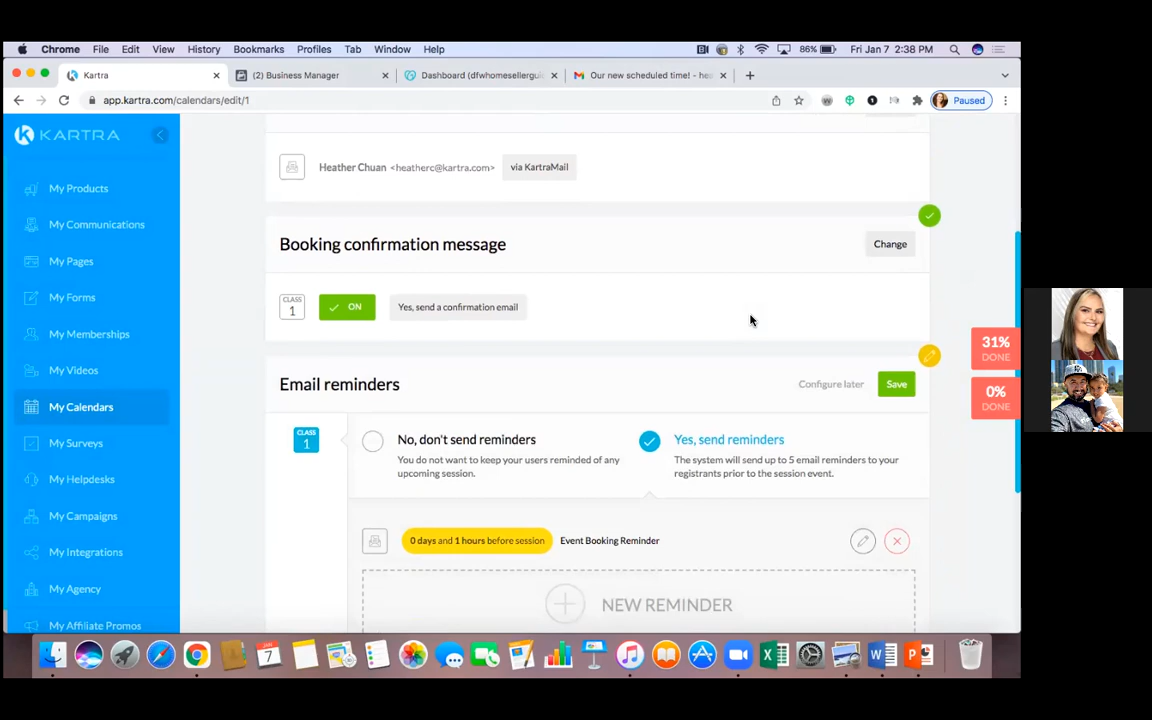 Chrome File Edit View History Bookmarks Profiles Tab Window Help
86% Fri Jan 7 2:38 PM
Kartra
(2) Business Manager
Dashboard (dfwhomesellergui
Our new scheduled time! - hea
app.kartra.com/calendars/edit/1
Paused
KARTRA
My Products
My Communications
My Pages
My Forms
My Memberships
My Videos
My Calendars
My Surveys
My Helpdesks
My Campaigns
My Integrations
My Agency
My Affiliate Promos
Heather Chuan <heatherc@kartra.com> via KartraMail
Booking confirmation message
Change
CLASS
1
ON
Yes, send a confirmation email
Email reminders
Configure later
Save
CLASS
1
No, don't send reminders
You do not want to keep your users reminded of any
upcoming session.
Yes, send reminders
The system will send up to 5 email reminders to your
registrants prior to the session event.
0 days and 1 hours before session
Event Booking Reminder
NEW REMINDER
31%
DONE
0%
DONE
JAN
7